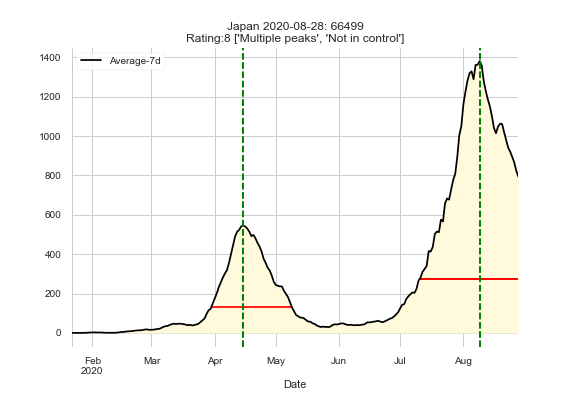 Japan 2020-08-28: 66499
Rating:8 ['Multiple peaks', 'Not in control']
Average-7d
1400
1200
1000
800
600
400
200
0
Feb
2020
Mar
Apr
May
Jun
Jul
Aug
Date